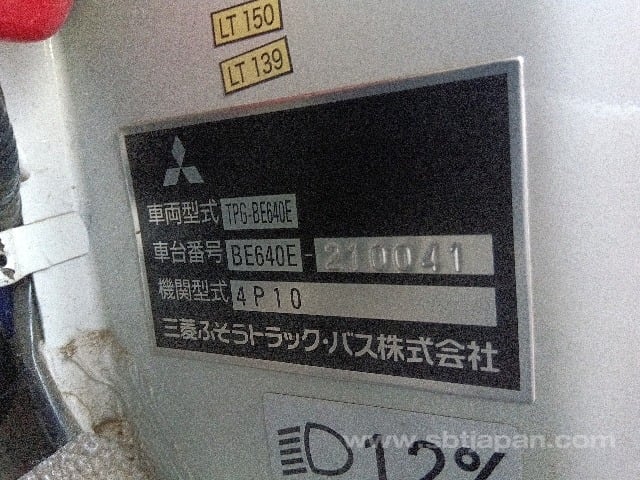 LT 150
LT 139
車両型式 TPG-BE640E
車台番号 BE640E-210041
機関型式 4P10
三菱ふそうトラック・バス株式会社
12%
www.sbtjapan.com